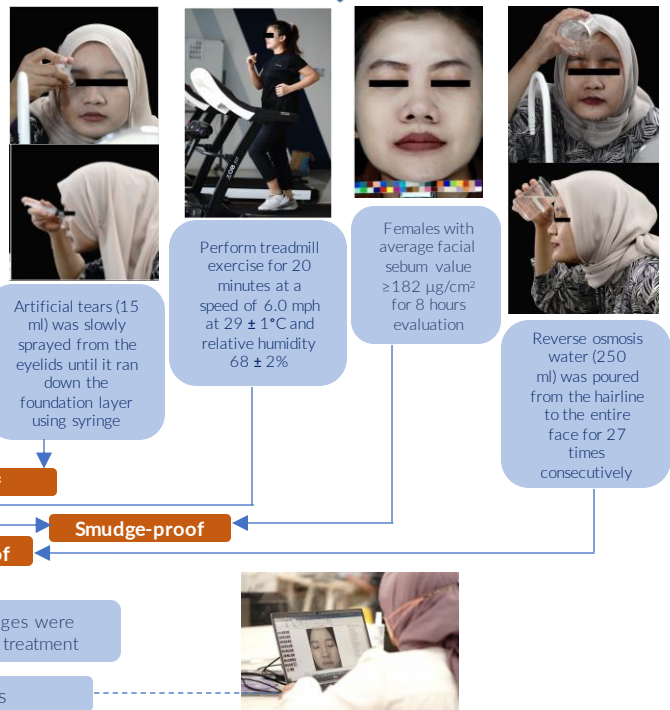 Artificial tears (15
ml) was slowly
sprayed from the
eyelids until it ran
down the
foundation layer
using syringe
Perform treadmill
exercise for 20
minutes at a
speed of 6.0 mph
at 29 ± 1°C and
relative humidity
68 ± 2%
Females with
average facial
sebum value
≥182 µg/cm²
for 8 hours
evaluation
Reverse osmosis
water (250
ml) was poured
from the hairline
to the entire
face for 27
times
consecutively
Smudge-proof
of
ges were
treatment
s